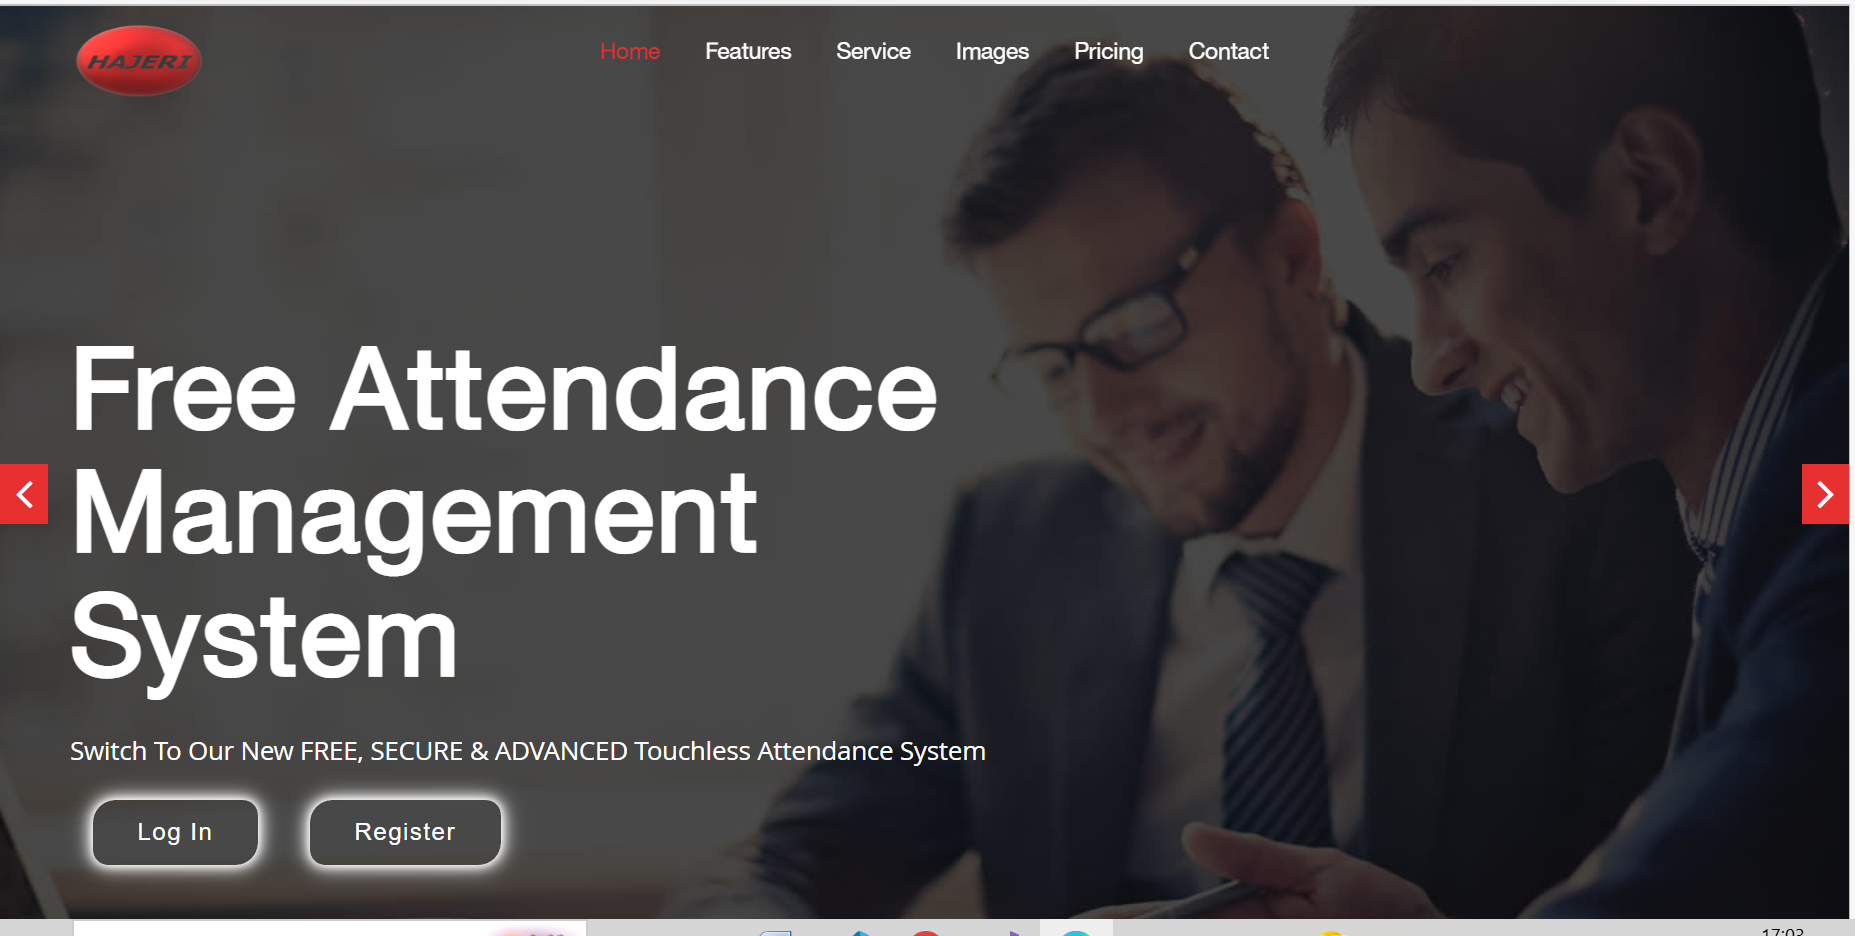 HAJERI
Home Features Service Images Pricing Contact
Free Attendance
Management
System
Switch To Our New FREE, SECURE & ADVANCED Touchless Attendance System
Log In Register
17:03